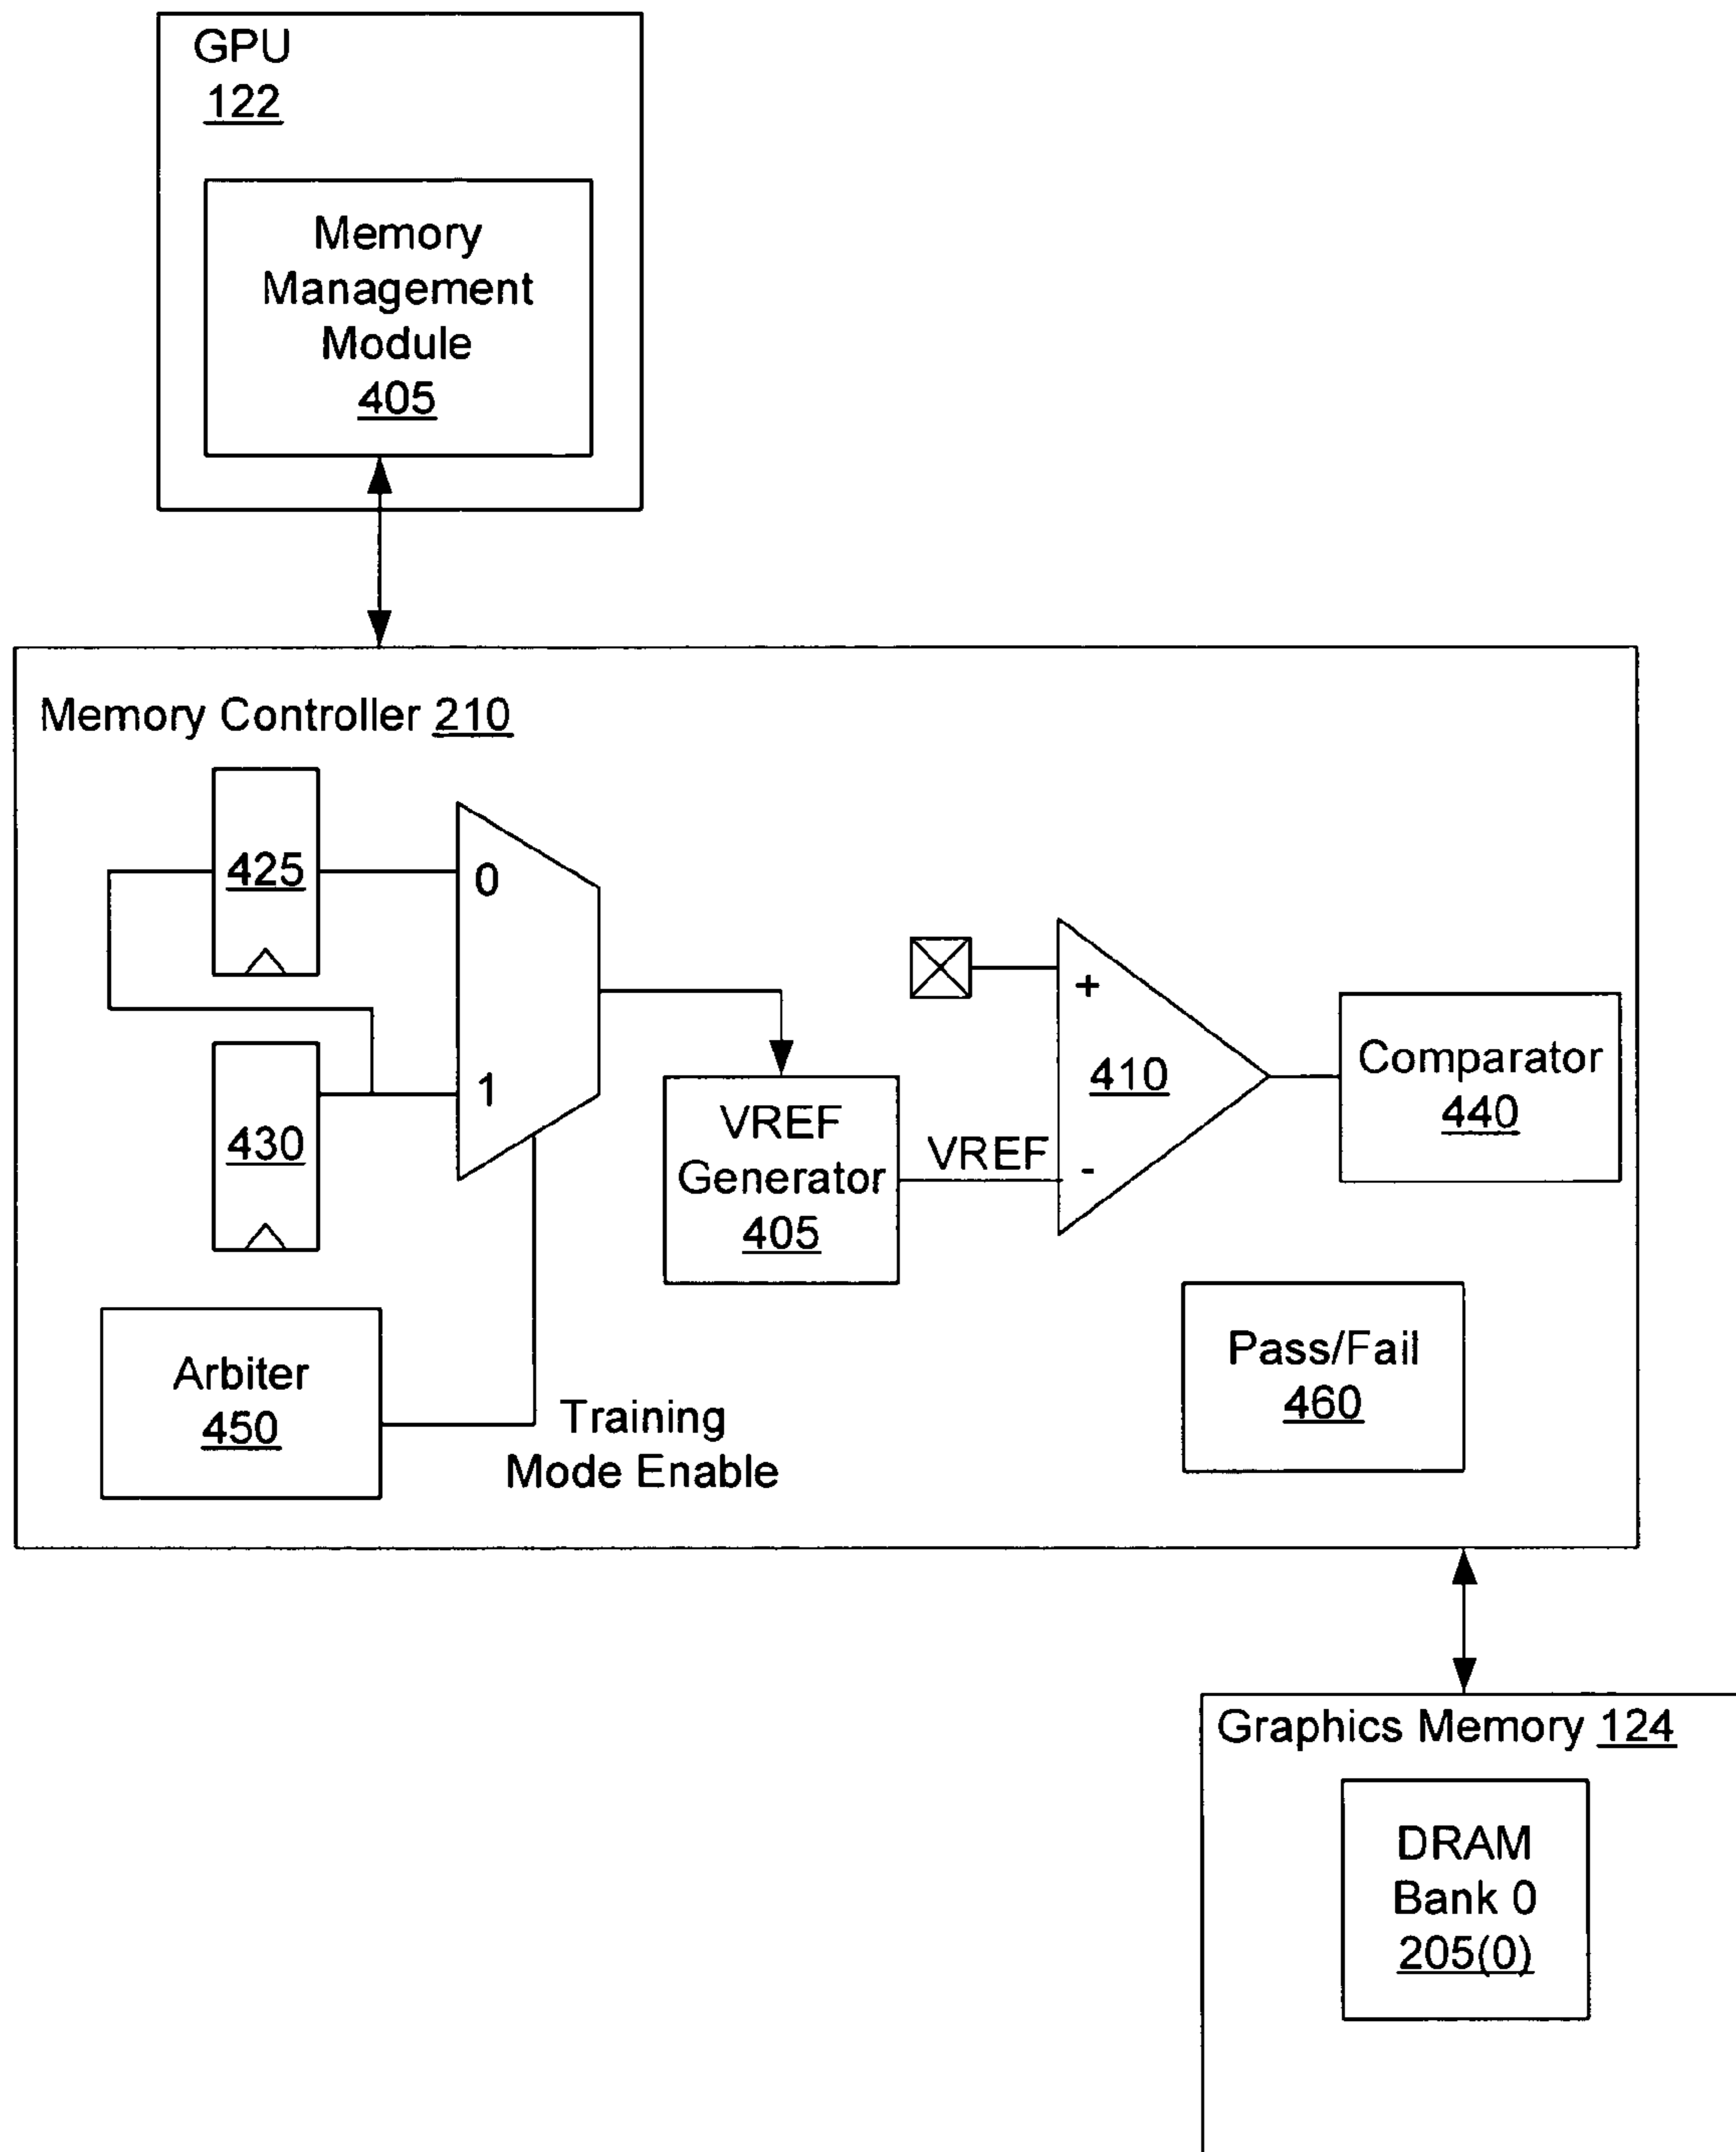 GPU
122
Memory
Management
Module
405
Memory Controller 210
425
0
430
1
VREF
Generator
405
VREF
+
410
-
Comparator
440
Arbiter
450
Training
Mode Enable
Pass/Fail
460
Graphics Memory 124
DRAM
Bank 0
205(0)